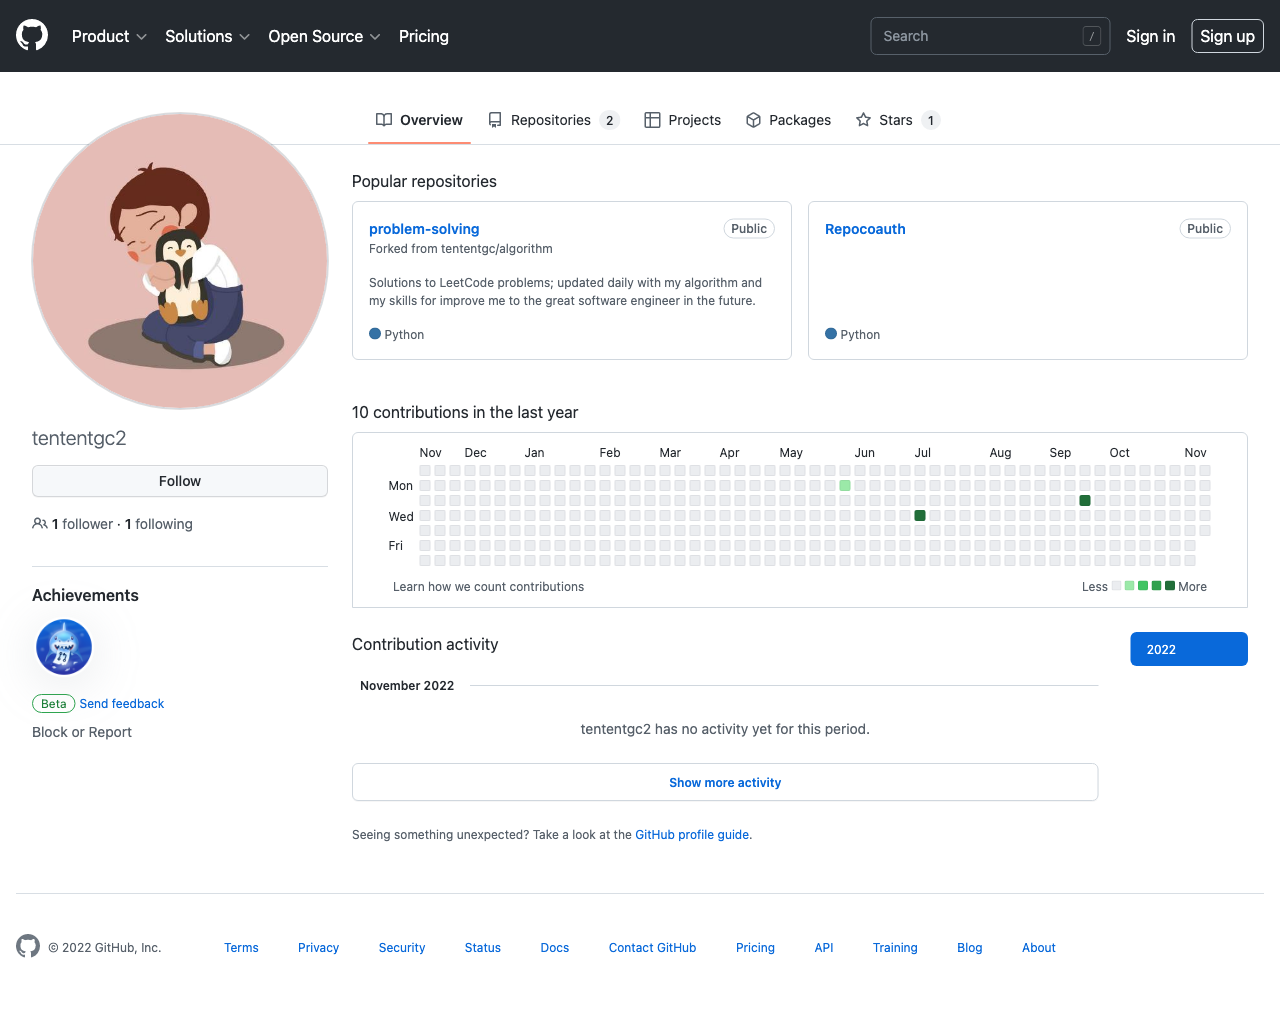 Product Solutions Open Source Pricing Search / Sign in Sign up
Overview Repositories 2 Projects Packages Stars 1
tententgc2
Follow
1 follower · 1 following
Achievements
Beta Send feedback
Block or Report
Popular repositories
problem-solving Public
Forked from tententgc/algorithm
Solutions to LeetCode problems; updated daily with my algorithm and
my skills for improve me to the great software engineer in the future.
Python
Repocoauth Public
Python
10 contributions in the last year
Nov Dec Jan Feb Mar Apr May Jun Jul Aug Sep Oct Nov
Mon
Wed
Fri
Learn how we count contributions Less More
Contribution activity
2022
November 2022
tententgc2 has no activity yet for this period.
Show more activity
Seeing something unexpected? Take a look at the GitHub profile guide.
© 2022 GitHub, Inc. Terms Privacy Security Status Docs Contact GitHub Pricing API Training Blog About